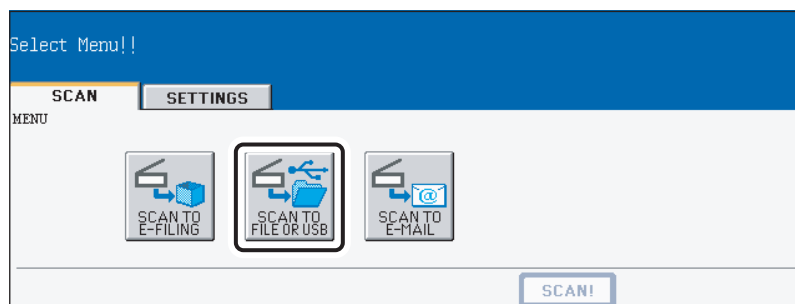 Select Menu!!
SCAN
SETTINGS
MENU
SCAN TO
E-FILING
SCAN TO
FILE OR USB
SCAN TO
@
E-MAIL
SCAN!